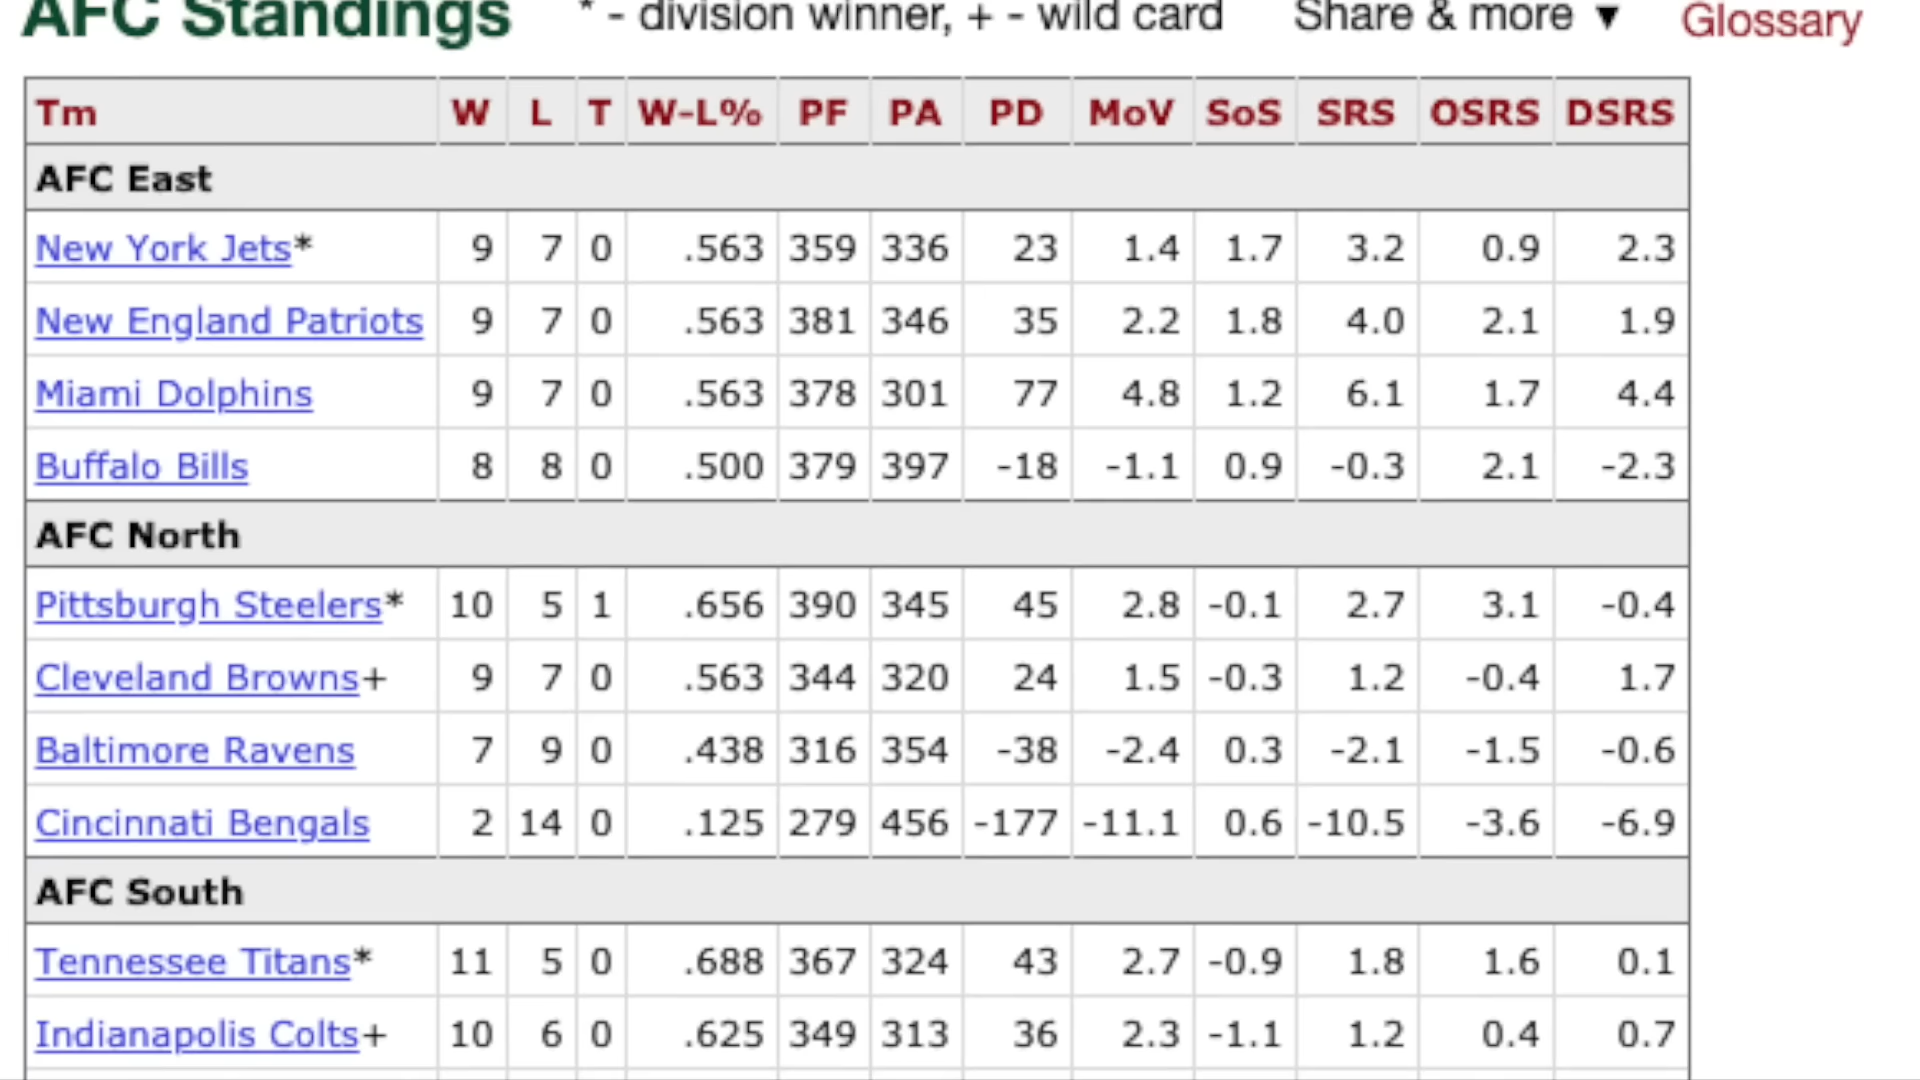 AFC Standings * - division winner, + - wild card Share & more ▼ Glossary
Tm W L T W-L% PF PA PD MoV SoS SRS OSRS DSRS
AFC East
New York Jets* 9 7 0 .563 359 336 23 1.4 1.7 3.2 0.9 2.3
New England Patriots 9 7 0 .563 381 346 35 2.2 1.8 4.0 2.1 1.9
Miami Dolphins 9 7 0 .563 378 301 77 4.8 1.2 6.1 1.7 4.4
Buffalo Bills 8 8 0 .500 379 397 -18 -1.1 0.9 -0.3 2.1 -2.3
AFC North
Pittsburgh Steelers* 10 5 1 .656 390 345 45 2.8 -0.1 2.7 3.1 -0.4
Cleveland Browns+ 9 7 0 .563 344 320 24 1.5 -0.3 1.2 -0.4 1.7
Baltimore Ravens 7 9 0 .438 316 354 -38 -2.4 0.3 -2.1 -1.5 -0.6
Cincinnati Bengals 2 14 0 .125 279 456 -177 -11.1 0.6 -10.5 -3.6 -6.9
AFC South
Tennessee Titans* 11 5 0 .688 367 324 43 2.7 -0.9 1.8 1.6 0.1
Indianapolis Colts+ 10 6 0 .625 349 313 36 2.3 -1.1 1.2 0.4 0.7